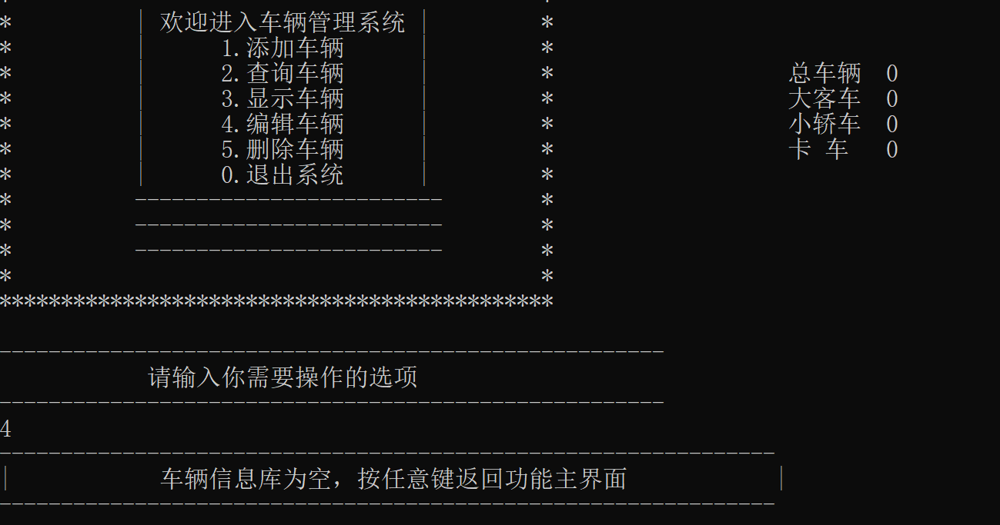 * | 欢迎进入车辆管理系统 | *
* | 1.添加车辆 | *
* | 2.查询车辆 | * 总车辆 0
* | 3.显示车辆 | * 大客车 0
* | 4.编辑车辆 | * 小轿车 0
* | 5.删除车辆 | * 卡 车 0
* | 0.退出系统 | *
* ------------------------- *
* ------------------------- *
* ------------------------- *
* *
*********************************************
------------------------------------------------------
请输入你需要操作的选项
------------------------------------------------------
4
---------------------------------------------------------------
| 车辆信息库为空，按任意键返回功能主界面 |
---------------------------------------------------------------